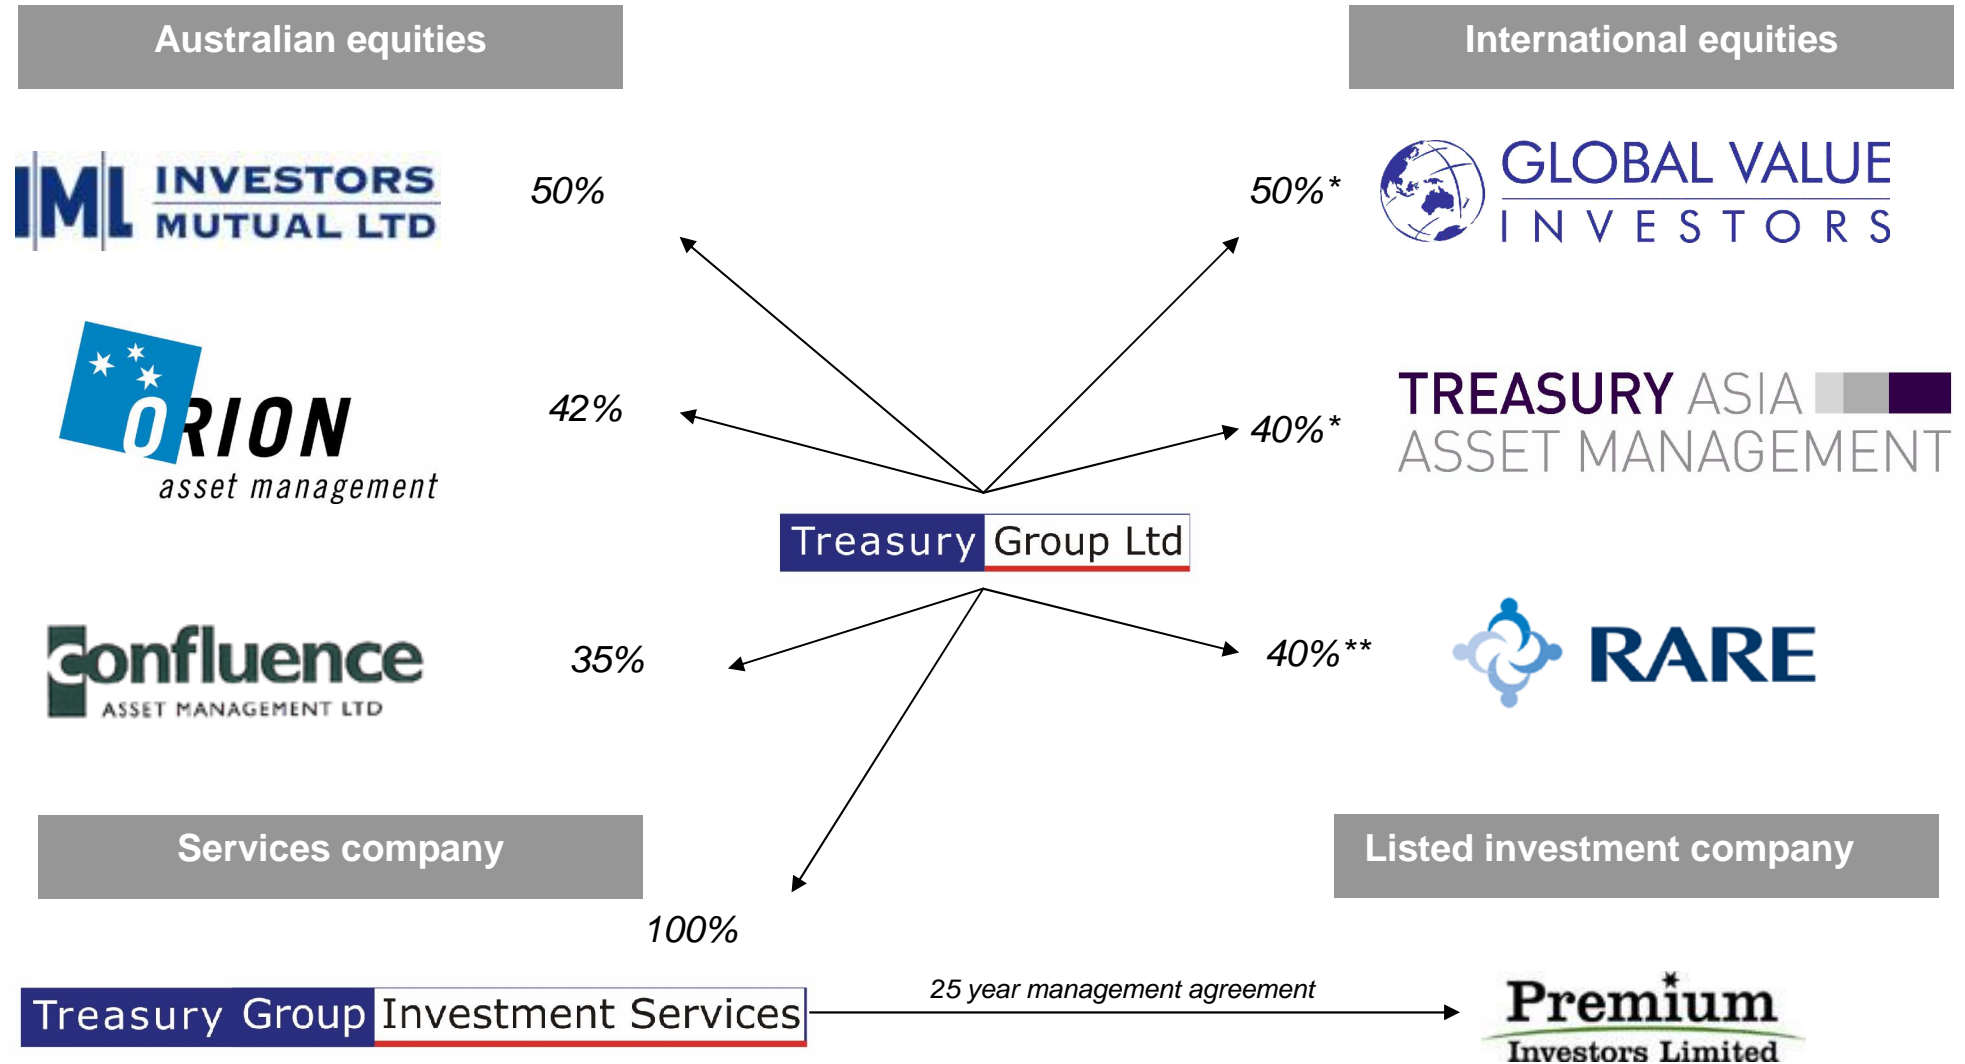 Australian equities
International equities
IML INVESTORS
MUTUAL LTD
50%
50%*
GLOBAL VALUE
INVESTORS
ORION
asset management
42%
40%*
TREASURY ASIA
ASSET MANAGEMENT
Treasury Group Ltd
confluence
ASSET MANAGEMENT LTD
35%
40%**
RARE
Services company
Listed investment company
100%
Treasury Group Investment Services
25 year management agreement
Premium
Investors Limited